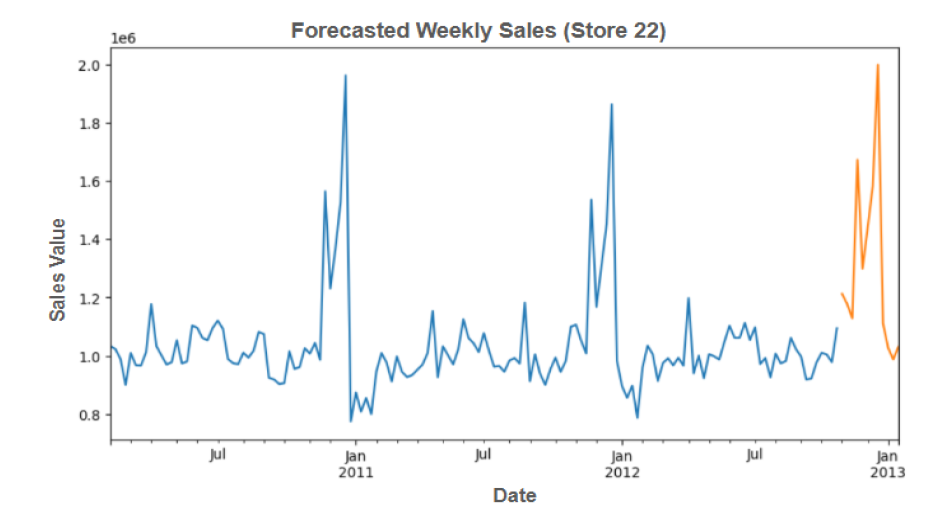 Forecasted Weekly Sales (Store 22)
1e6
2.0
1.8
1.6
1.4
1.2
1.0
0.8
Sales Value
Jul Jan Jul Jan Jul Jan
2011 2012 2013
Date